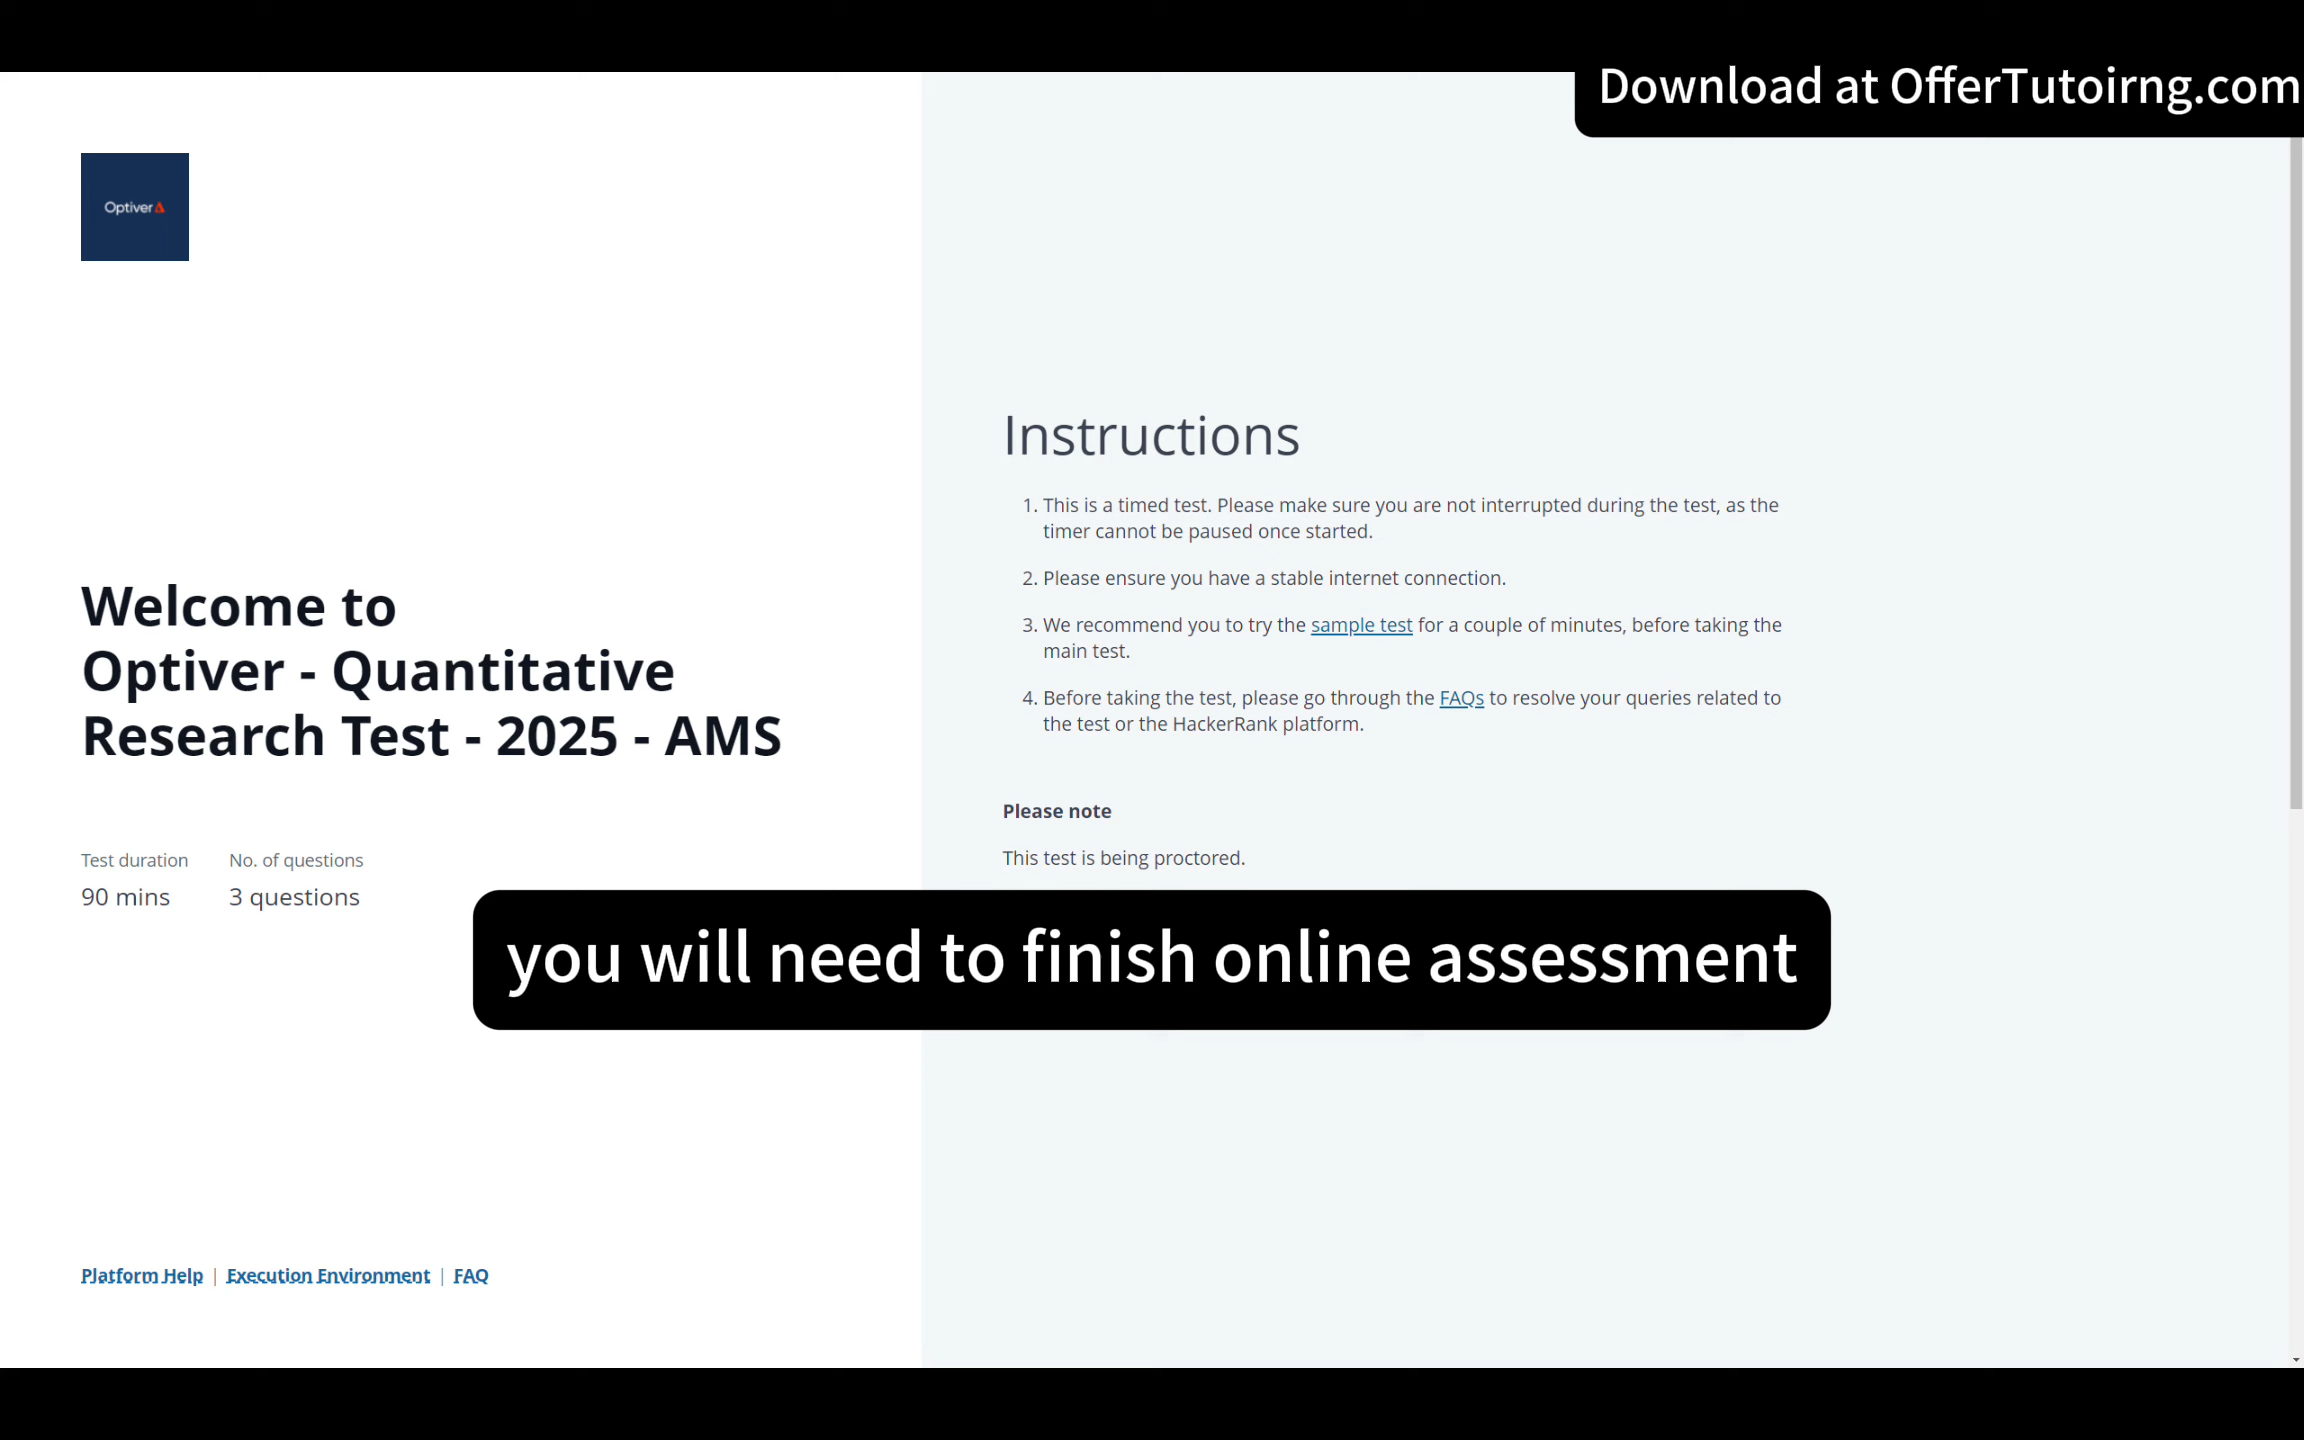 Download at OfferTutoirng.com
Optiver
Welcome to
Optiver - Quantitative
Research Test - 2025 - AMS
Test duration
No. of questions
90 mins
3 questions
Platform Help | Execution Environment | FAQ
Instructions
1. This is a timed test. Please make sure you are not interrupted during the test, as the
timer cannot be paused once started.
2. Please ensure you have a stable internet connection.
3. We recommend you to try the sample test for a couple of minutes, before taking the
main test.
4. Before taking the test, please go through the FAQs to resolve your queries related to
the test or the HackerRank platform.
Please note
This test is being proctored.
you will need to finish online assessment